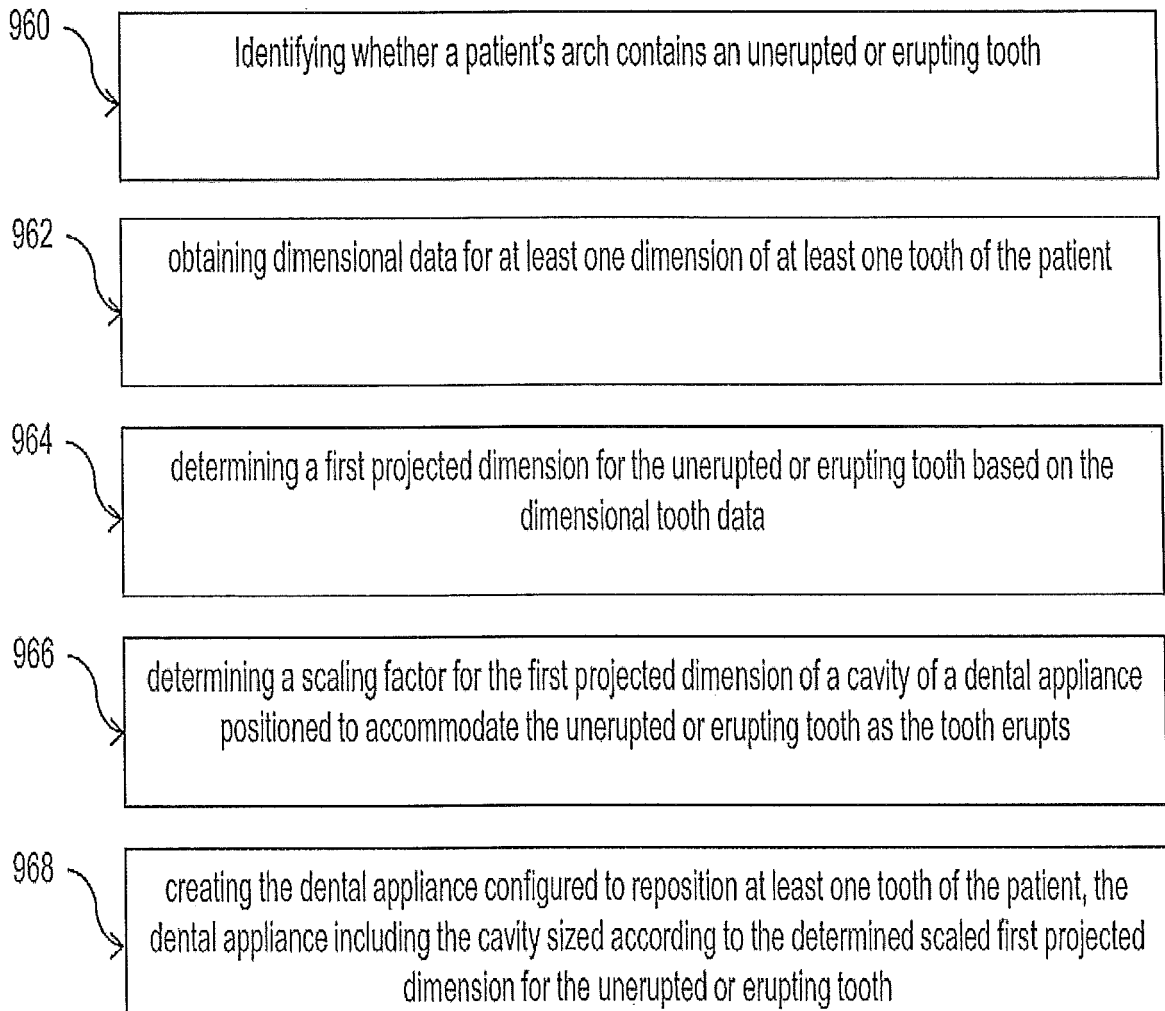 960
Identifying whether a patient's arch contains an unerupted or erupting tooth
962
obtaining dimensional data for at least one dimension of at least one tooth of the patient
964
determining a first projected dimension for the unerupted or erupting tooth based on the
dimensional tooth data
966
determining a scaling factor for the first projected dimension of a cavity of a dental appliance
positioned to accommodate the unerupted or erupting tooth as the tooth erupts
968
creating the dental appliance configured to reposition at least one tooth of the patient, the
dental appliance including the cavity sized according to the determined scaled first projected
dimension for the unerupted or erupting tooth